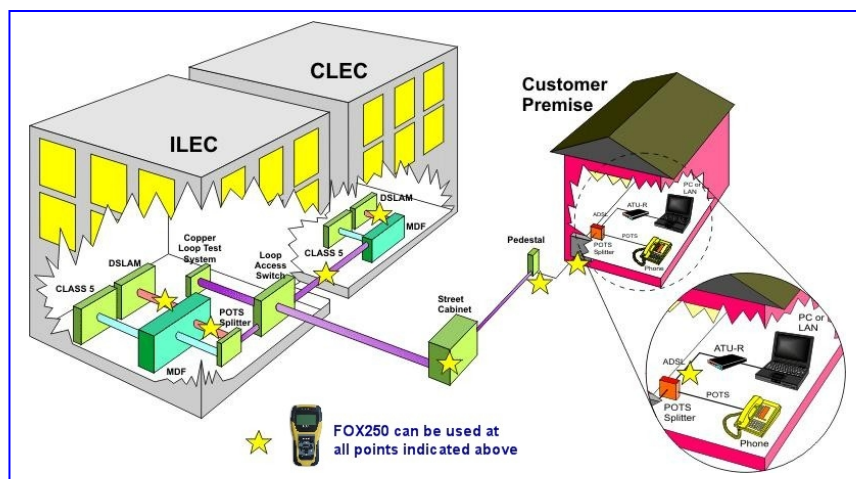 CLEC
ILEC
Customer
Premise
DSLAM
MDF
CLASS 5
Copper
Loop Test
System
Loop
Access
Switch
DSLAM
CLASS 5
POTS
Splitter
MDF
Street
Cabinet
Pedestal
PC or
LAN
ATU-R
ADSL
POTS
POTS
Splitter
Phone
PC or
LAN
ATU-R
ADSL
POTS
POTS
Splitter
Phone
FOX250 can be used at
all points indicated above